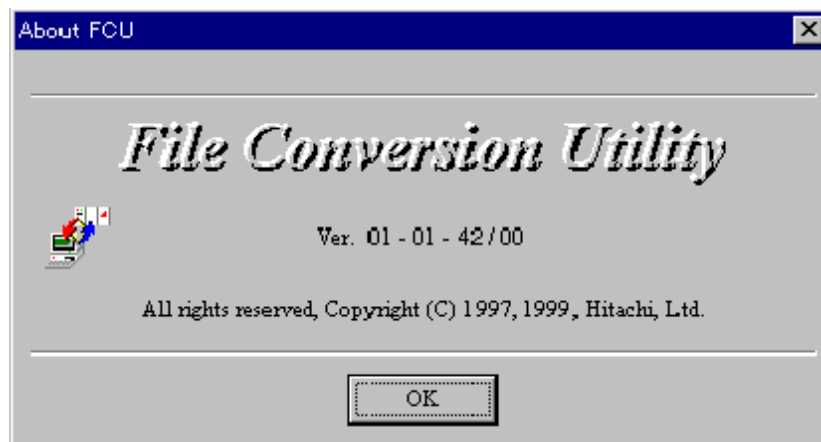 About FCU
File Conversion Utility
Ver. 01 - 01 - 42 / 00
All rights reserved, Copyright (C) 1997, 1999,, Hitachi, Ltd.
OK